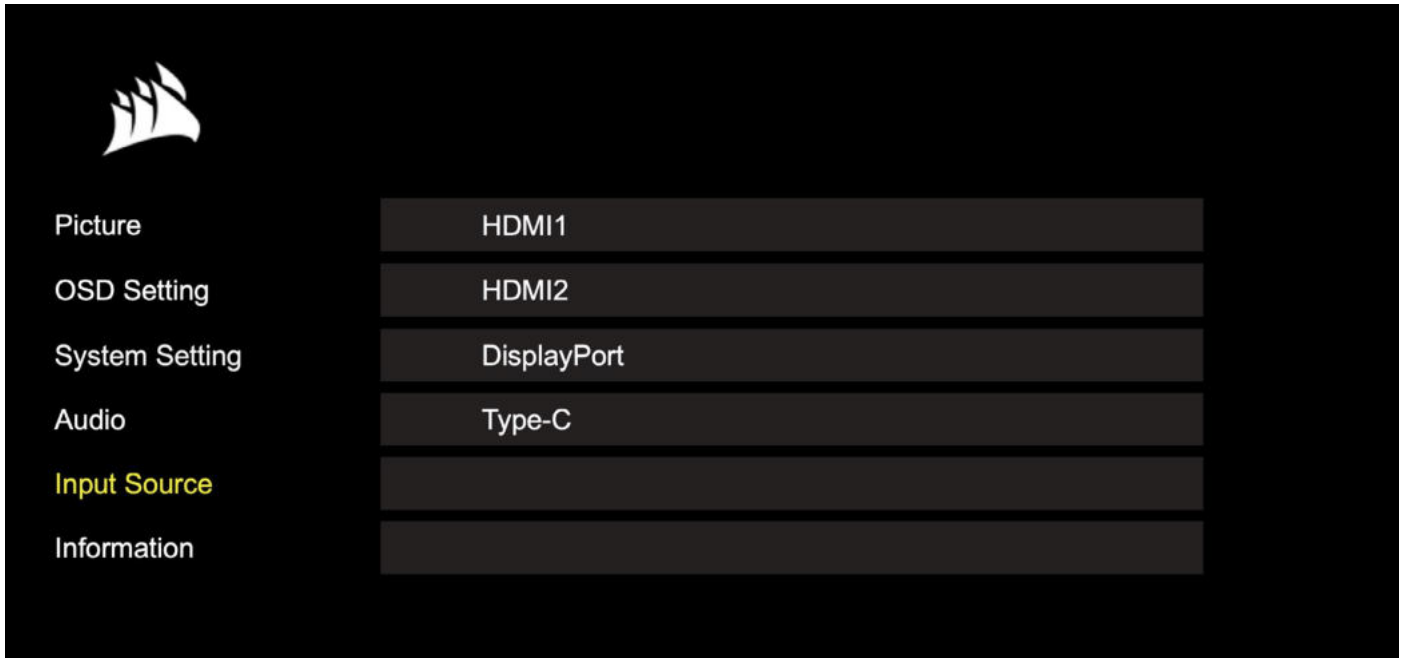 Picture
HDMI1
OSD Setting
HDMI2
System Setting
DisplayPort
Audio
Type-C
Input Source
Information